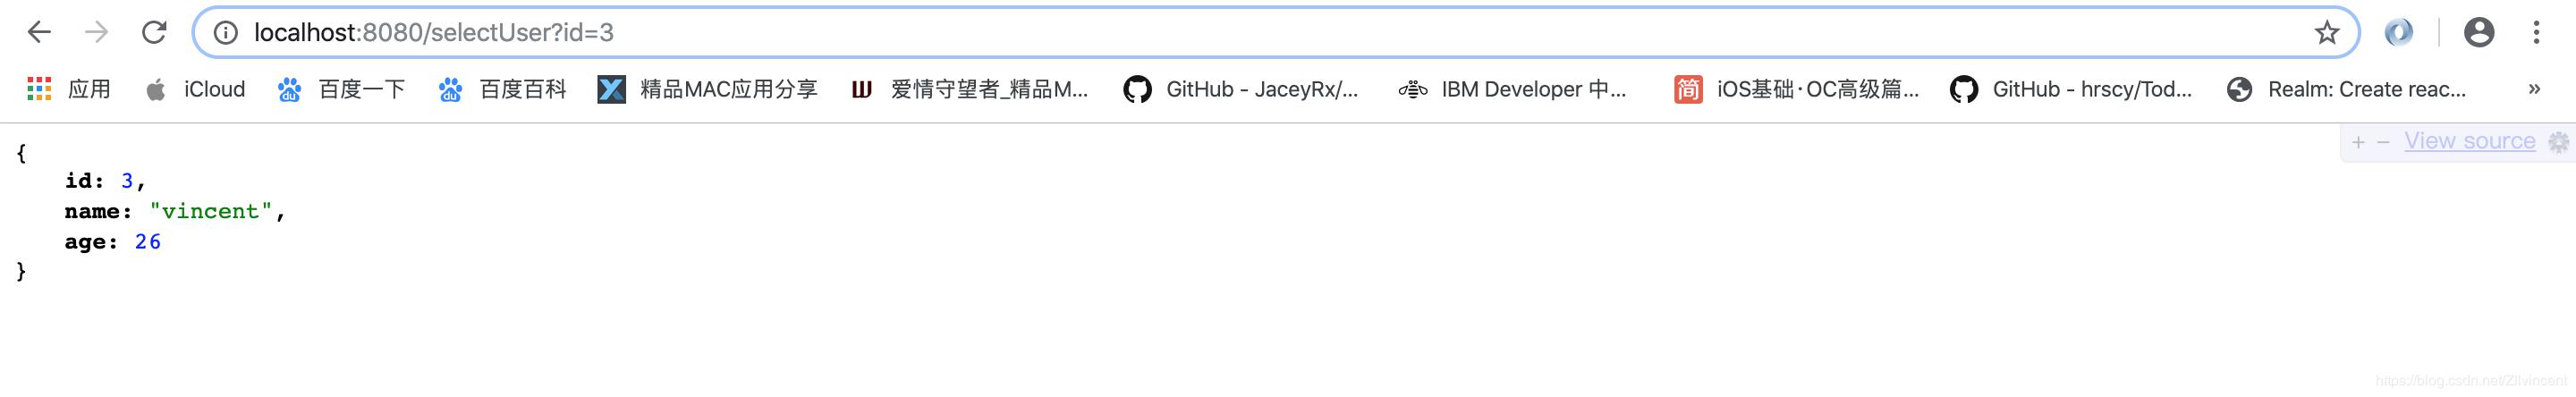 localhost:8080/selectUser?id=3
应用 iCloud 百度一下 百度百科 精品MAC应用分享 爱情守望者_精品M... GitHub - JaceyRx/... IBM Developer 中... iOS基础·OC高级篇... GitHub - hrscy/Tod... Realm: Create reac... »
+ − View source
{
id: 3,
name: "vincent",
age: 26
}
https://blog.csdn.net/Zllvincent